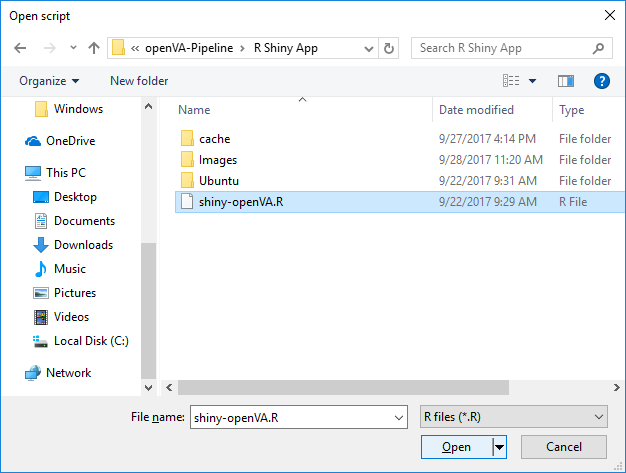 Open script
« openVA-Pipeline > R Shiny App
Search R Shiny App
Organize
New folder
?
Windows
OneDrive
This PC
Desktop
Documents
Downloads
Music
Pictures
Videos
Local Disk (C:)
Network
Name Date modified Type
cache 9/27/2017 4:14 PM File folder
Images 9/28/2017 11:20 AM File folder
Ubuntu 9/22/2017 9:31 AM File folder
shiny-openVA.R 9/22/2017 9:29 AM R File
File name: shiny-openVA.R R files (*.R)
Open Cancel